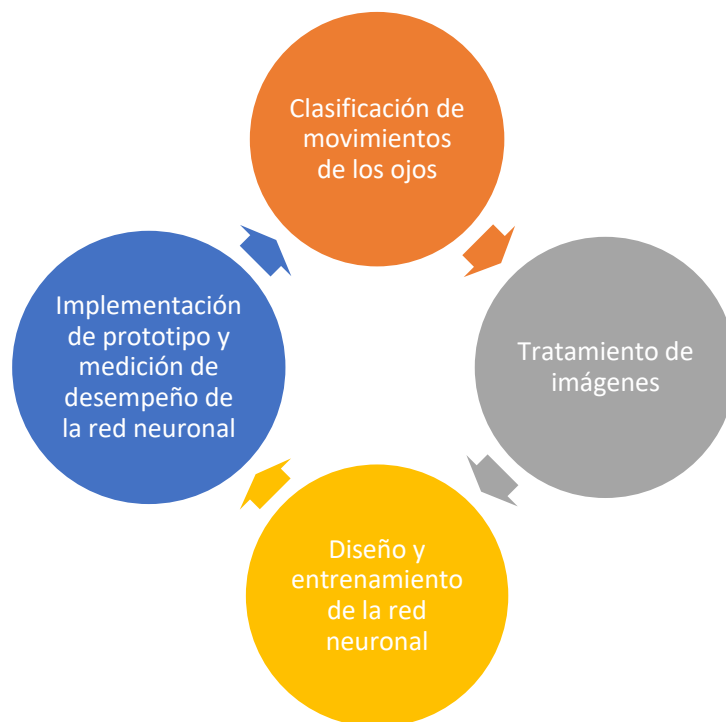 Clasificación de
movimientos
de los ojos
Tratamiento de
imágenes
Diseño y
entrenamiento
de la red
neuronal
Implementación
de prototipo y
medición de
desempeño de
la red neuronal